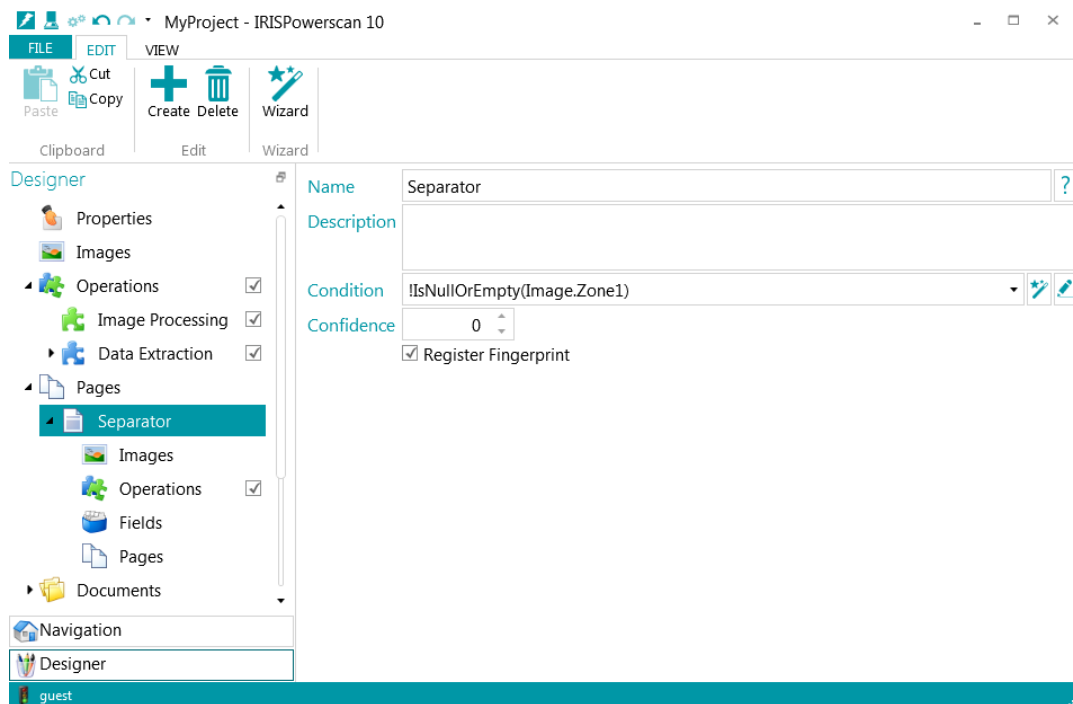 MyProject - IRISPowerscan 10
FILE EDIT VIEW
Cut
Copy
Paste
Create Delete
Wizard
Clipboard Edit Wizard
Designer
Properties
Images
Operations
Image Processing
Data Extraction
Pages
Separator
Images
Operations
Fields
Pages
Documents
Navigation
Designer
guest
Name Separator ?
Description
Condition !IsNullOrEmpty(Image.Zone1)
Confidence 0
Register Fingerprint